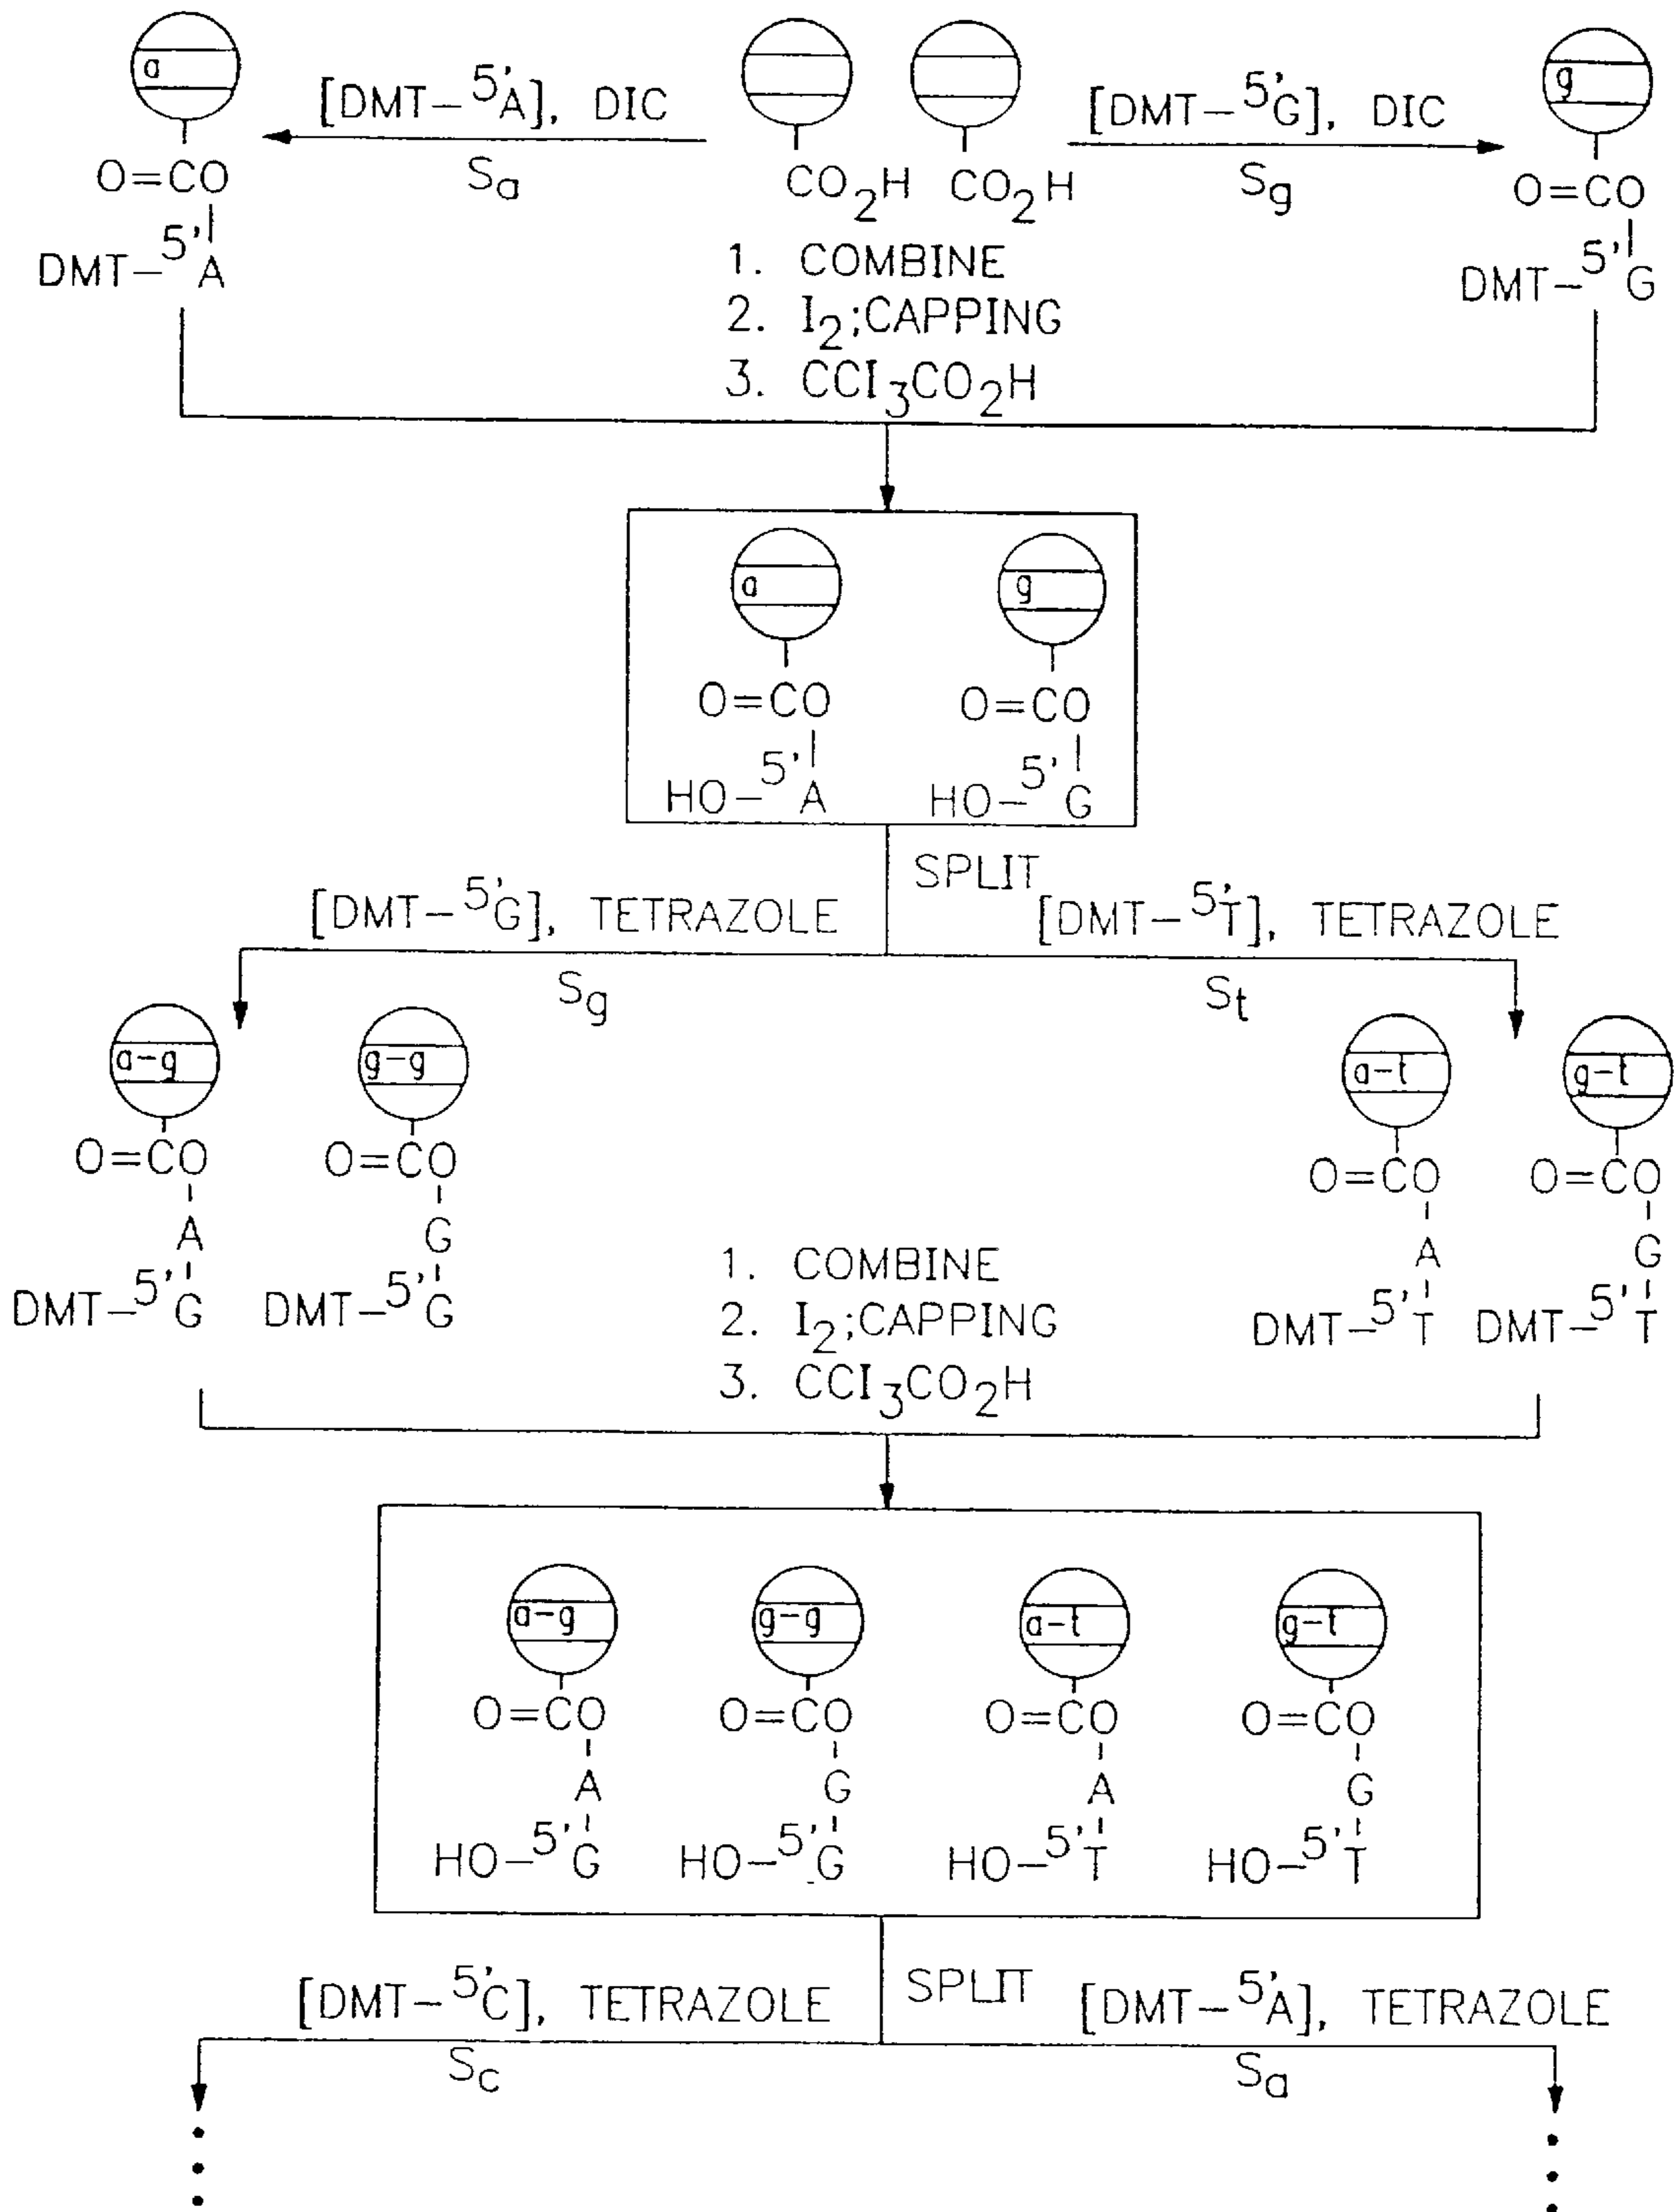 a
g
[DMT-5'A], DIC
[DMT-5'G], DIC
Sa
Sg
O=CO
CO2H CO2H
O=CO
DMT-5'A
DMT-5'G
1. COMBINE
2. I2;CAPPING
3. CCI3CO2H
a
g
O=CO
O=CO
HO-5'A
HO-5'G
SPLIT
[DMT-5'G], TETRAZOLE
[DMT-5'T], TETRAZOLE
Sg
St
a-g
g-g
a-t
g-t
O=CO
O=CO
O=CO
O=CO
A
G
A
G
DMT-5'G
DMT-5'G
DMT-5'T
DMT-5'T
1. COMBINE
2. I2;CAPPING
3. CCI3CO2H
a-g
g-g
a-t
g-t
O=CO
O=CO
O=CO
O=CO
A
G
A
G
HO-5'G
HO-5'G
HO-5'T
HO-5'T
SPLIT
[DMT-5'C], TETRAZOLE
[DMT-5'A], TETRAZOLE
Sc
Sa